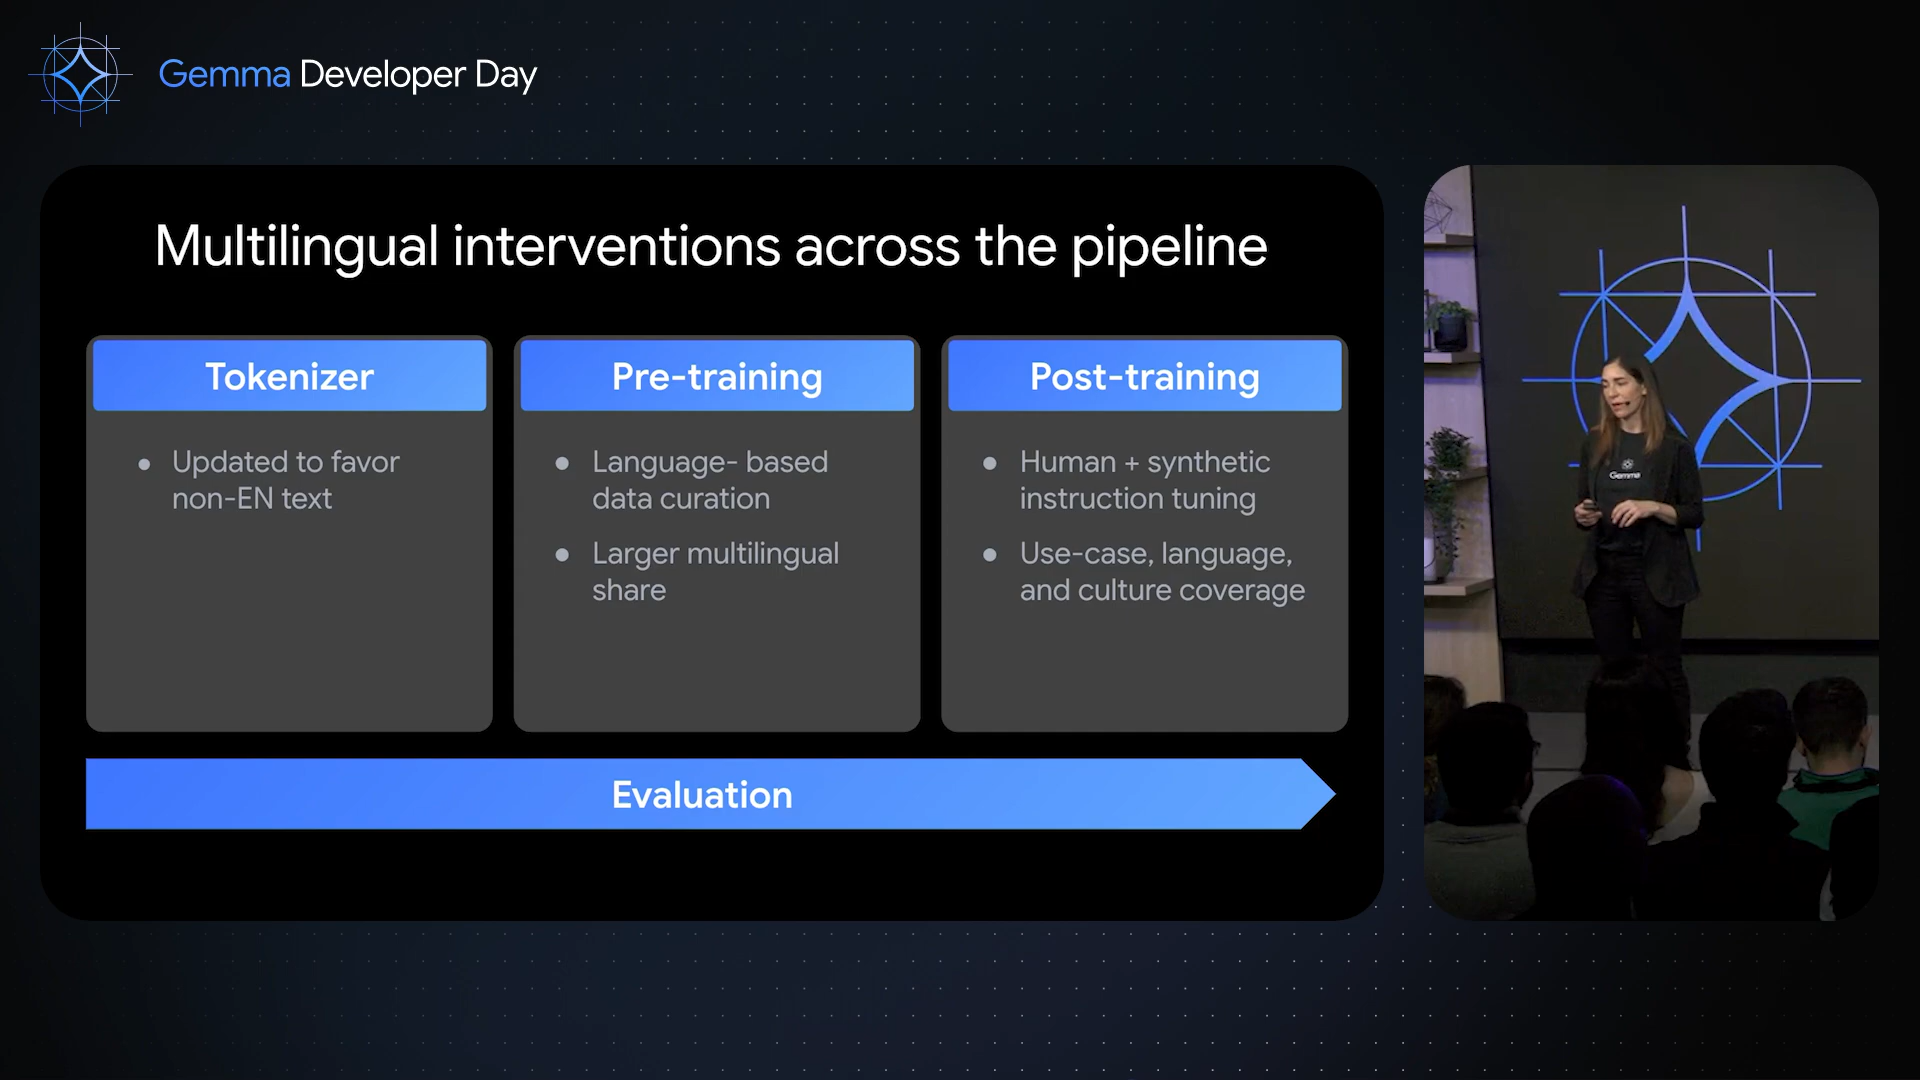 Gemma Developer Day
Multilingual interventions across the pipeline
Tokenizer
● Updated to favor
non-EN text
Pre-training
● Language- based
data curation
● Larger multilingual
share
Post-training
● Human + synthetic
instruction tuning
● Use-case, language,
and culture coverage
Evaluation
Gemma